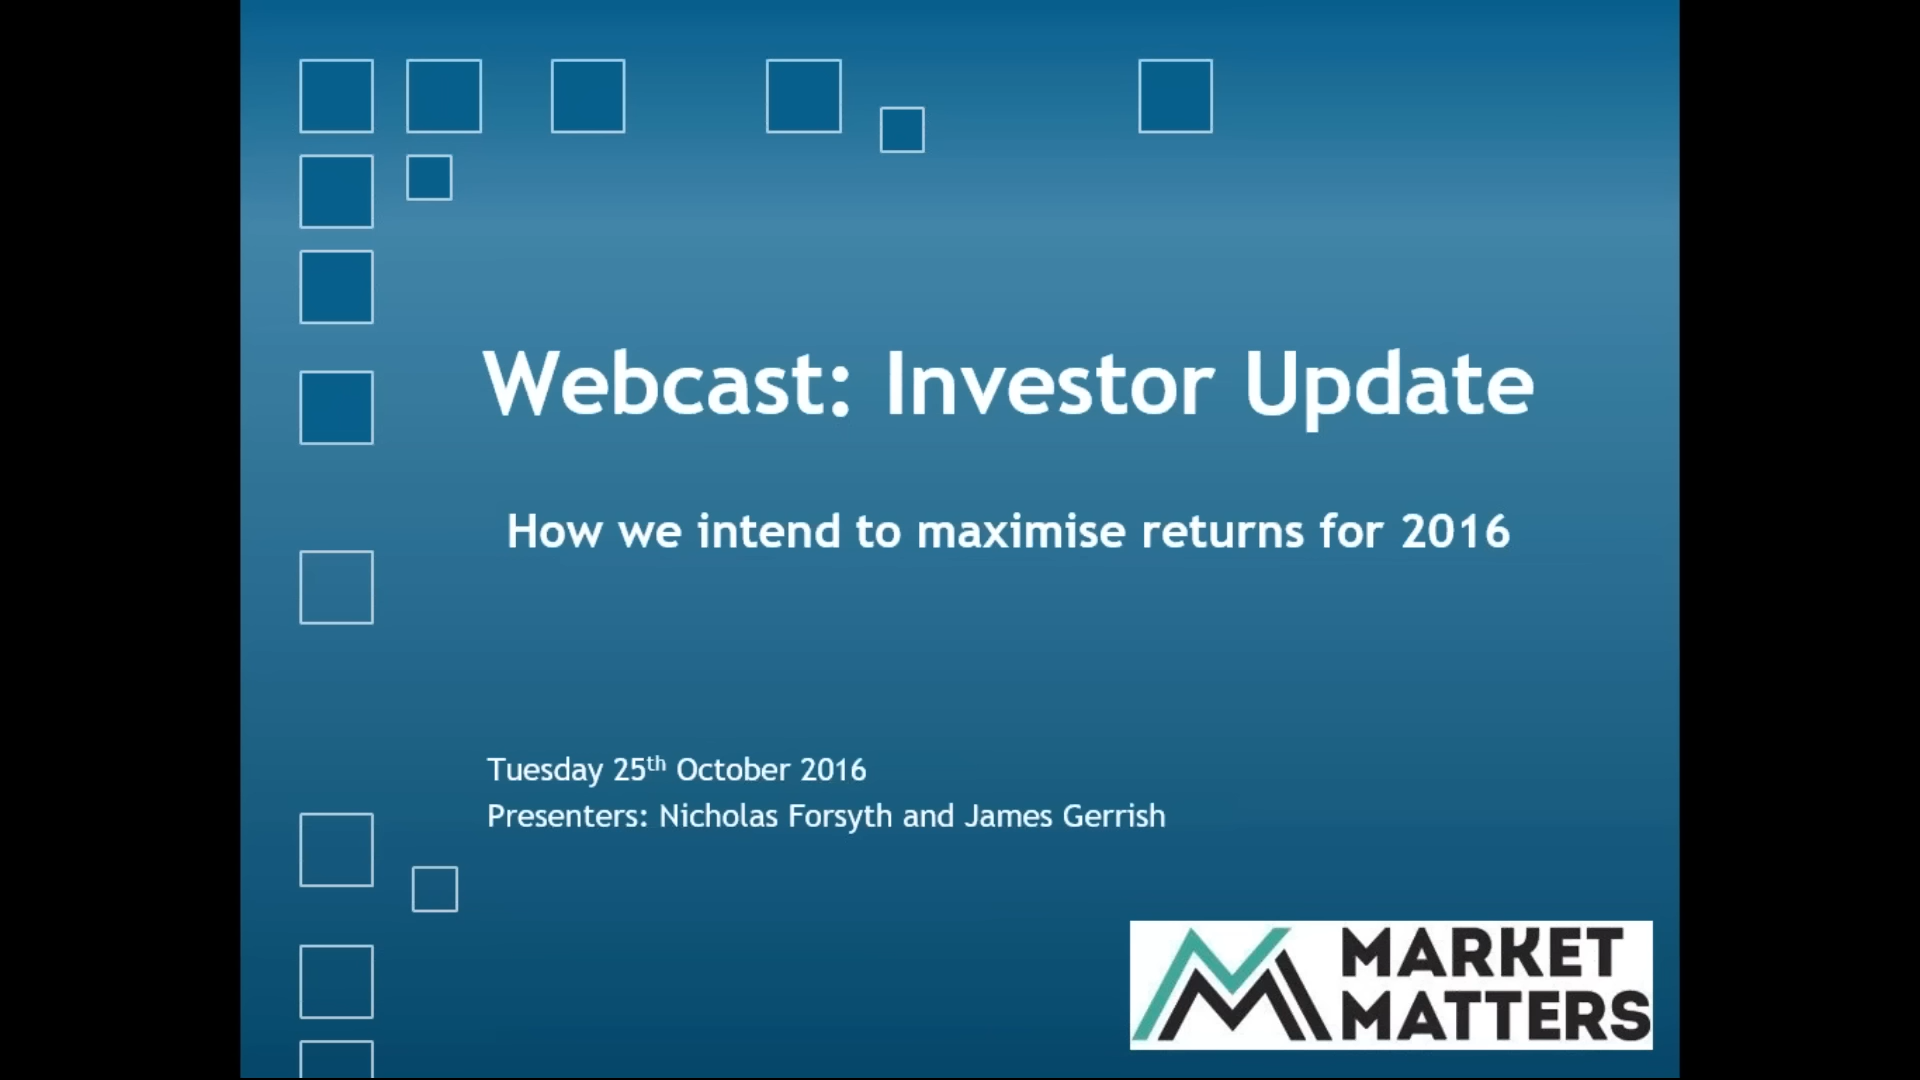 Webcast: Investor Update
How we intend to maximise returns for 2016
Tuesday 25th October 2016
Presenters: Nicholas Forsyth and James Gerrish
MARKET
MATTERS